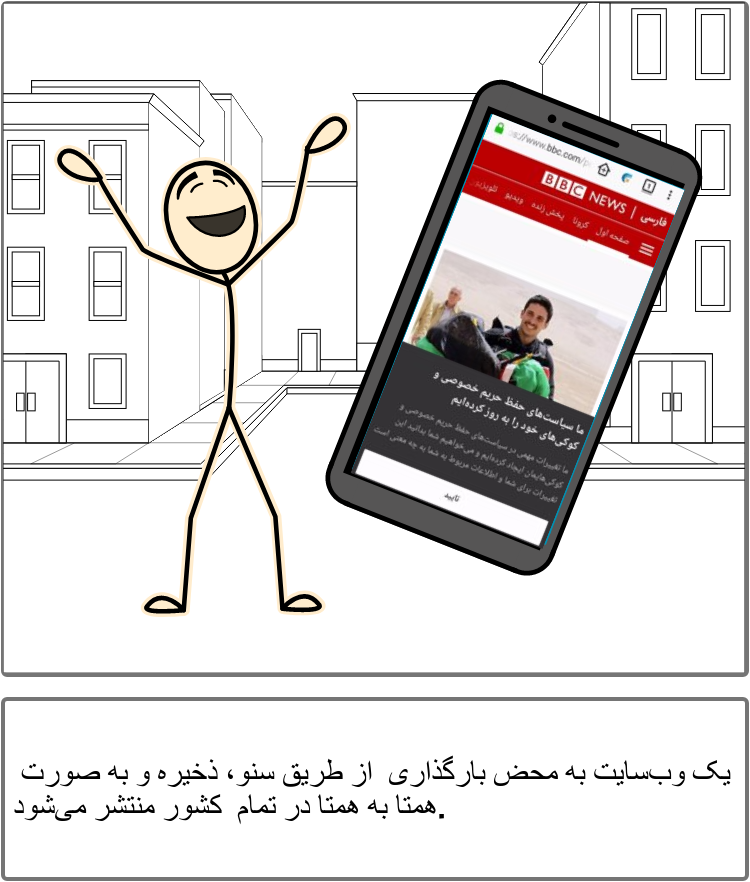 https://www.bbc.com/p
BBC NEWS | فارسی
صفحه اول کرونا پخش زنده ویدیو تلویزیون
ما سیاست‌های حفظ حریم خصوصی و
کوکی‌های خود را به روز کرده‌ایم
ما تغییرات مهمی در سیاست‌های حفظ حریم خصوصی و
کوکی‌هایمان ایجاد کرده‌ایم و می‌خواهیم شما بدانید این
تغییرات برای شما و اطلاعات مربوط به شما به چه معنی است
تایید
یک وب‌سایت به محض بارگذاری از طریق سنو، ذخیره و به صورت
همتا به همتا در تمام کشور منتشر می‌شود.